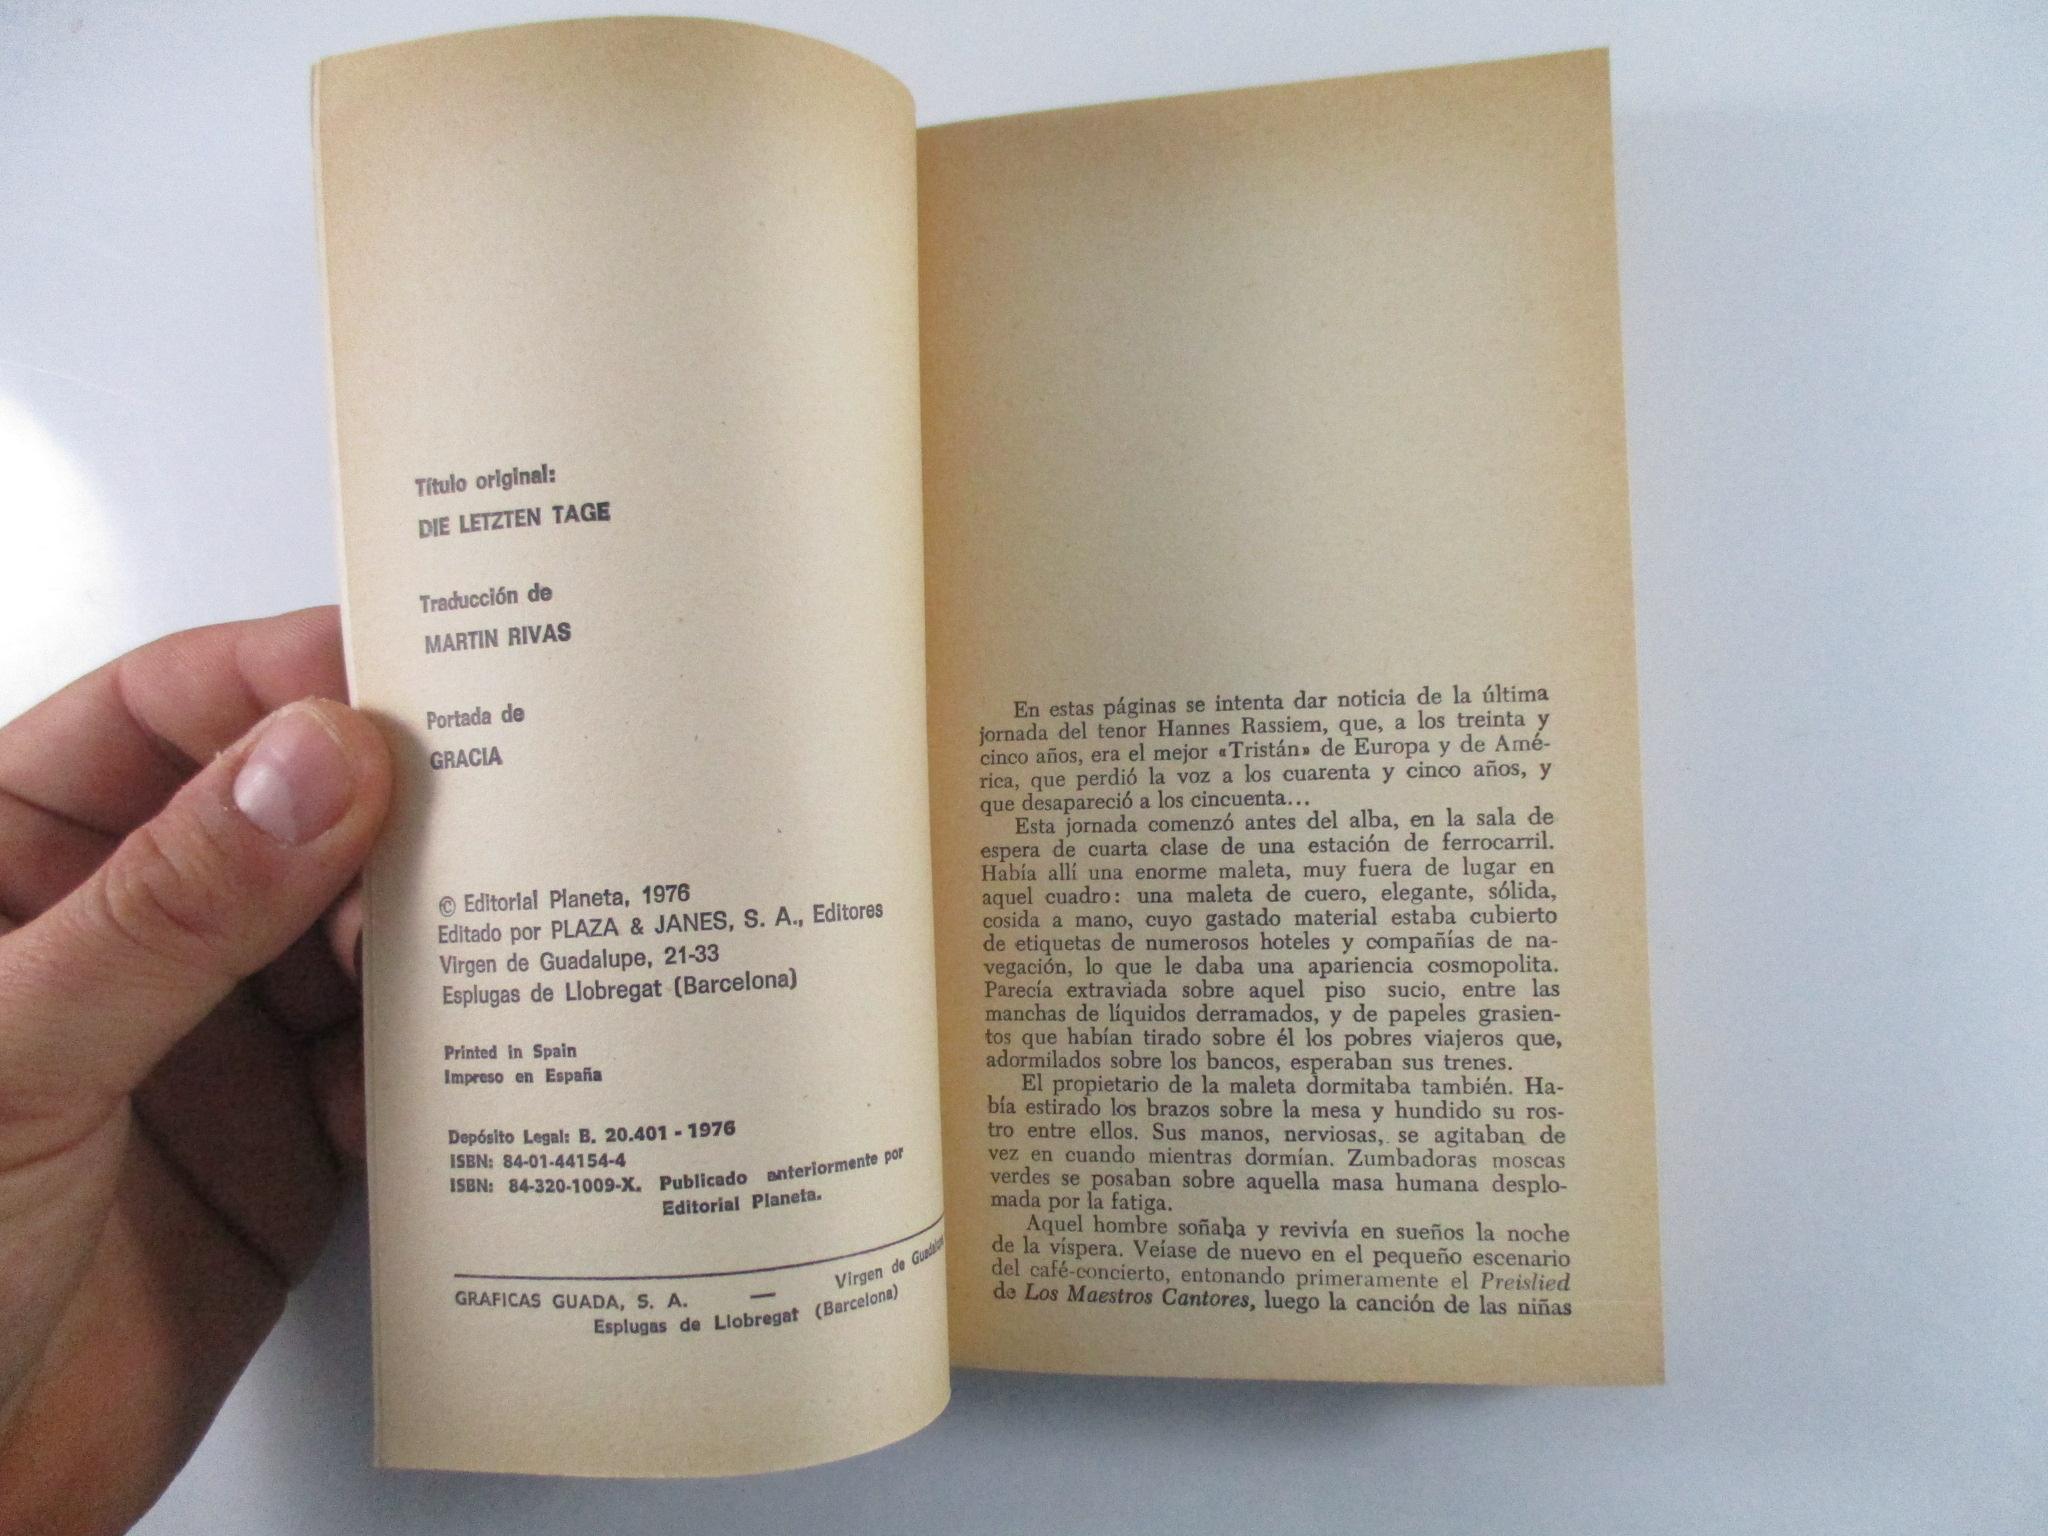 Título original:
DIE LETZTEN TAGE
Traducción de
MARTIN RIVAS
Portada de
GRACIA
© Editorial Planeta, 1976
Editado por PLAZA & JANES, S. A., Editores
Virgen de Guadalupe, 21-33
Esplugas de Llobregat (Barcelona)
Printed in Spain
Impreso en España
Depósito Legal: B. 20.401 - 1976
ISBN: 84-01-44154-4
ISBN: 84-320-1009-X. Publicado anteriormente por
Editorial Planeta.
GRAFICAS GUADA, S. A. — Virgen de Guadalupe
Esplugas de Llobregat (Barcelona)
En estas páginas se intenta dar noticia de la última
jornada del tenor Hannes Rassiem, que, a los treinta y
cinco años, era el mejor «Tristán» de Europa y de Amé-
rica, que perdió la voz a los cuarenta y cinco años, y
que desapareció a los cincuenta...
Esta jornada comenzó antes del alba, en la sala de
espera de cuarta clase de una estación de ferrocarril.
Había allí una enorme maleta, muy fuera de lugar en
aquel cuadro: una maleta de cuero, elegante, sólida,
cosida a mano, cuyo gastado material estaba cubierto
de etiquetas de numerosos hoteles y compañías de na-
vegación, lo que le daba una apariencia cosmopolita.
Parecía extraviada sobre aquel piso sucio, entre las
manchas de líquidos derramados, y de papeles grasien-
tos que habían tirado sobre él los pobres viajeros que,
adormilados sobre los bancos, esperaban sus trenes.
El propietario de la maleta dormitaba también. Ha-
bía estirado los brazos sobre la mesa y hundido su ros-
tro entre ellos. Sus manos, nerviosas, se agitaban de
vez en cuando mientras dormían. Zumbadoras moscas
verdes se posaban sobre aquella masa humana desplo-
mada por la fatiga.
Aquel hombre soñaba y revivía en sueños la noche
de la víspera. Veíase de nuevo en el pequeño escenario
del café-concierto, entonando primeramente el Preislied
de Los Maestros Cantores, luego la canción de las niñas